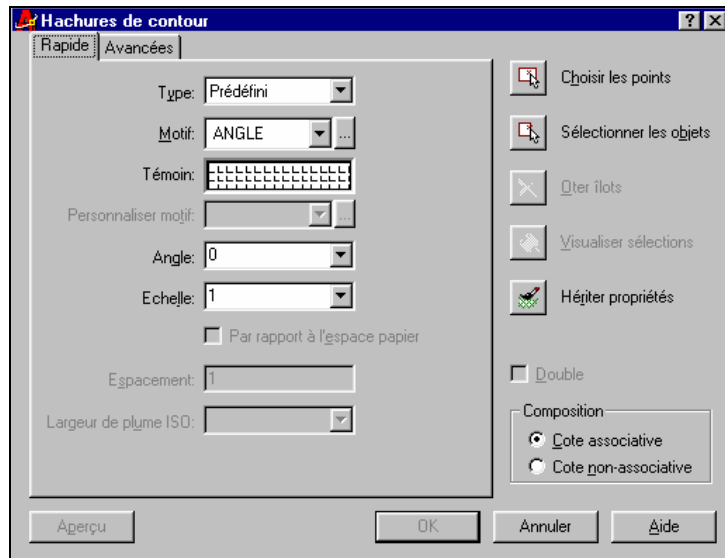 Hachures de contour
Rapide
Avancées
Type: Prédéfini
Motif: ANGLE ...
Témoin:
Personnaliser motif: ...
Angle: 0
Echelle: 1
Par rapport à l'espace papier
Espacement: 1
Largeur de plume ISO:
Choisir les points
Sélectionner les objets
Oter îlots
Visualiser sélections
Hériter propriétés
Double
Composition
Cote associative
Cote non-associative
Aperçu
OK
Annuler
Aide